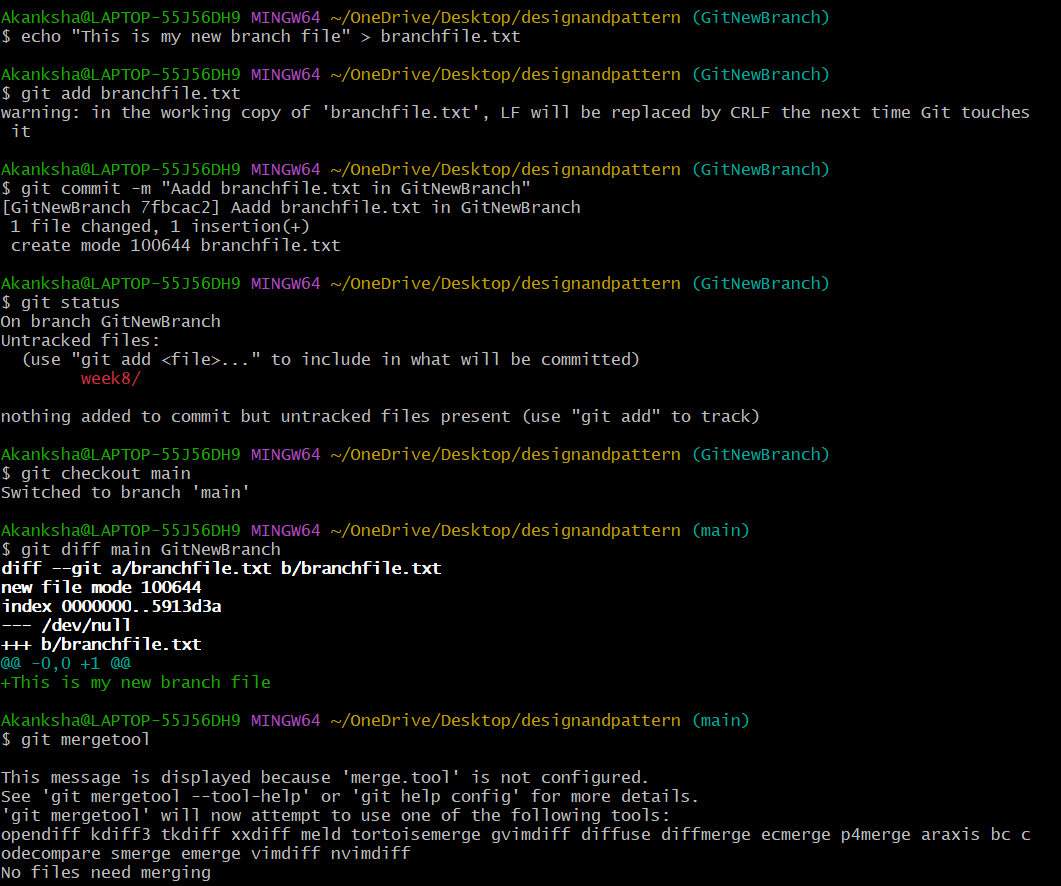 Akanksha@LAPTOP-55J56DH9 MINGW64 ~/OneDrive/Desktop/designandpattern (GitNewBranch)
$ echo "This is my new branch file" > branchfile.txt
Akanksha@LAPTOP-55J56DH9 MINGW64 ~/OneDrive/Desktop/designandpattern (GitNewBranch)
$ git add branchfile.txt
warning: in the working copy of 'branchfile.txt', LF will be replaced by CRLF the next time Git touches
 it
Akanksha@LAPTOP-55J56DH9 MINGW64 ~/OneDrive/Desktop/designandpattern (GitNewBranch)
$ git commit -m "Aadd branchfile.txt in GitNewBranch"
[GitNewBranch 7fbcac2] Aadd branchfile.txt in GitNewBranch
 1 file changed, 1 insertion(+)
 create mode 100644 branchfile.txt
Akanksha@LAPTOP-55J56DH9 MINGW64 ~/OneDrive/Desktop/designandpattern (GitNewBranch)
$ git status
On branch GitNewBranch
Untracked files:
  (use "git add <file>..." to include in what will be committed)
        week8/
nothing added to commit but untracked files present (use "git add" to track)
Akanksha@LAPTOP-55J56DH9 MINGW64 ~/OneDrive/Desktop/designandpattern (GitNewBranch)
$ git checkout main
Switched to branch 'main'
Akanksha@LAPTOP-55J56DH9 MINGW64 ~/OneDrive/Desktop/designandpattern (main)
$ git diff main GitNewBranch
diff --git a/branchfile.txt b/branchfile.txt
new file mode 100644
index 0000000..5913d3a
--- /dev/null
+++ b/branchfile.txt
@@ -0,0 +1 @@
+This is my new branch file
Akanksha@LAPTOP-55J56DH9 MINGW64 ~/OneDrive/Desktop/designandpattern (main)
$ git mergetool
This message is displayed because 'merge.tool' is not configured.
See 'git mergetool --tool-help' or 'git help config' for more details.
'git mergetool' will now attempt to use one of the following tools:
opendiff kdiff3 tkdiff xxdiff meld tortoisemerge gvimdiff diffuse diffmerge ecmerge p4merge araxis bc c
odecompare smerge emerge vimdiff nvimdiff
No files need merging